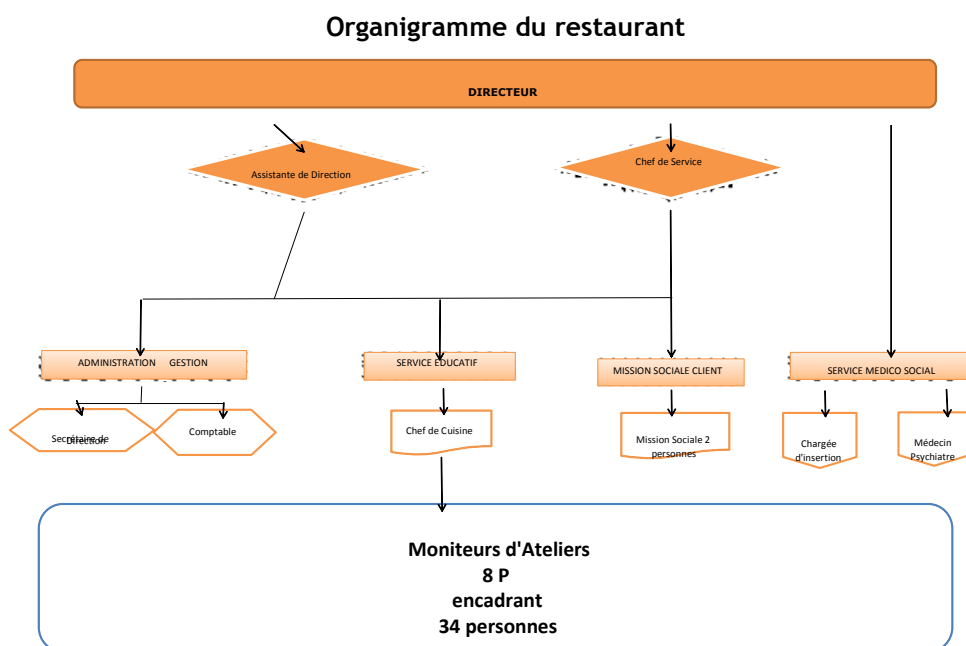 Organigramme du restaurant
DIRECTEUR
Assistante de Direction
Chef de Service
ADMINISTRATION GESTION
SERVICE EDUCATIF
MISSION SOCIALE CLIENT
SERVICE MEDICO SOCIAL
Secrétaire de
Direction
Comptable
Chef de Cuisine
Mission Sociale 2
personnes
Chargée
d'insertion
Médecin
Psychiatre
Moniteurs d'Ateliers
8 P
encadrant
34 personnes